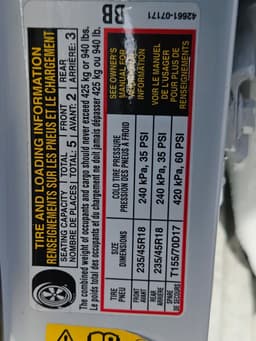 42661-07171
BB
TIRE AND LOADING INFORMATION
RENSEIGNEMENTS SUR LES PNEUS ET LE CHARGEMENT
SEATING CAPACITY | TOTAL: 5 | FRONT: 2 | REAR: 3
NOMBRE DE PLACES | TOTAL: 5 | AVANT: 2 | ARRIÈRE: 3
The combined weight of occupants and cargo should never exceed 425 kg or 940 lbs.
Le poids total des occupants et du chargement ne doit jamais dépasser 425 kg ou 940 lb.
TIRE PNEU | SIZE DIMENSIONS | COLD TIRE PRESSURE PRESSION DES PNEUS À FROID
FRONT AVANT | 235/45R18 | 240 kPa, 35 PSI
REAR ARRIÈRE | 235/45R18 | 240 kPa, 35 PSI
SPARE DE SECOURS | T155/70D17 | 420 kPa, 60 PSI
SEE OWNER'S
MANUAL FOR
ADDITIONAL
INFORMATION
VOIR LE MANUEL
DE L'USAGER
POUR PLUS DE
RENSEIGNEMENTS